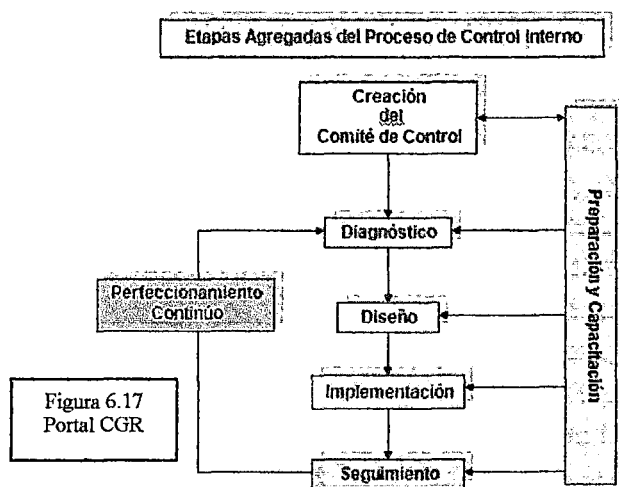 Etapas Agregadas del Proceso de Control Interno
Creación
del
Comité de Control
Preparación y Capacitación
Diagnóstico
Perfeccionamiento
Continuo
Diseño
Implementación
Figura 6.17
Portal CGR
Seguimiento